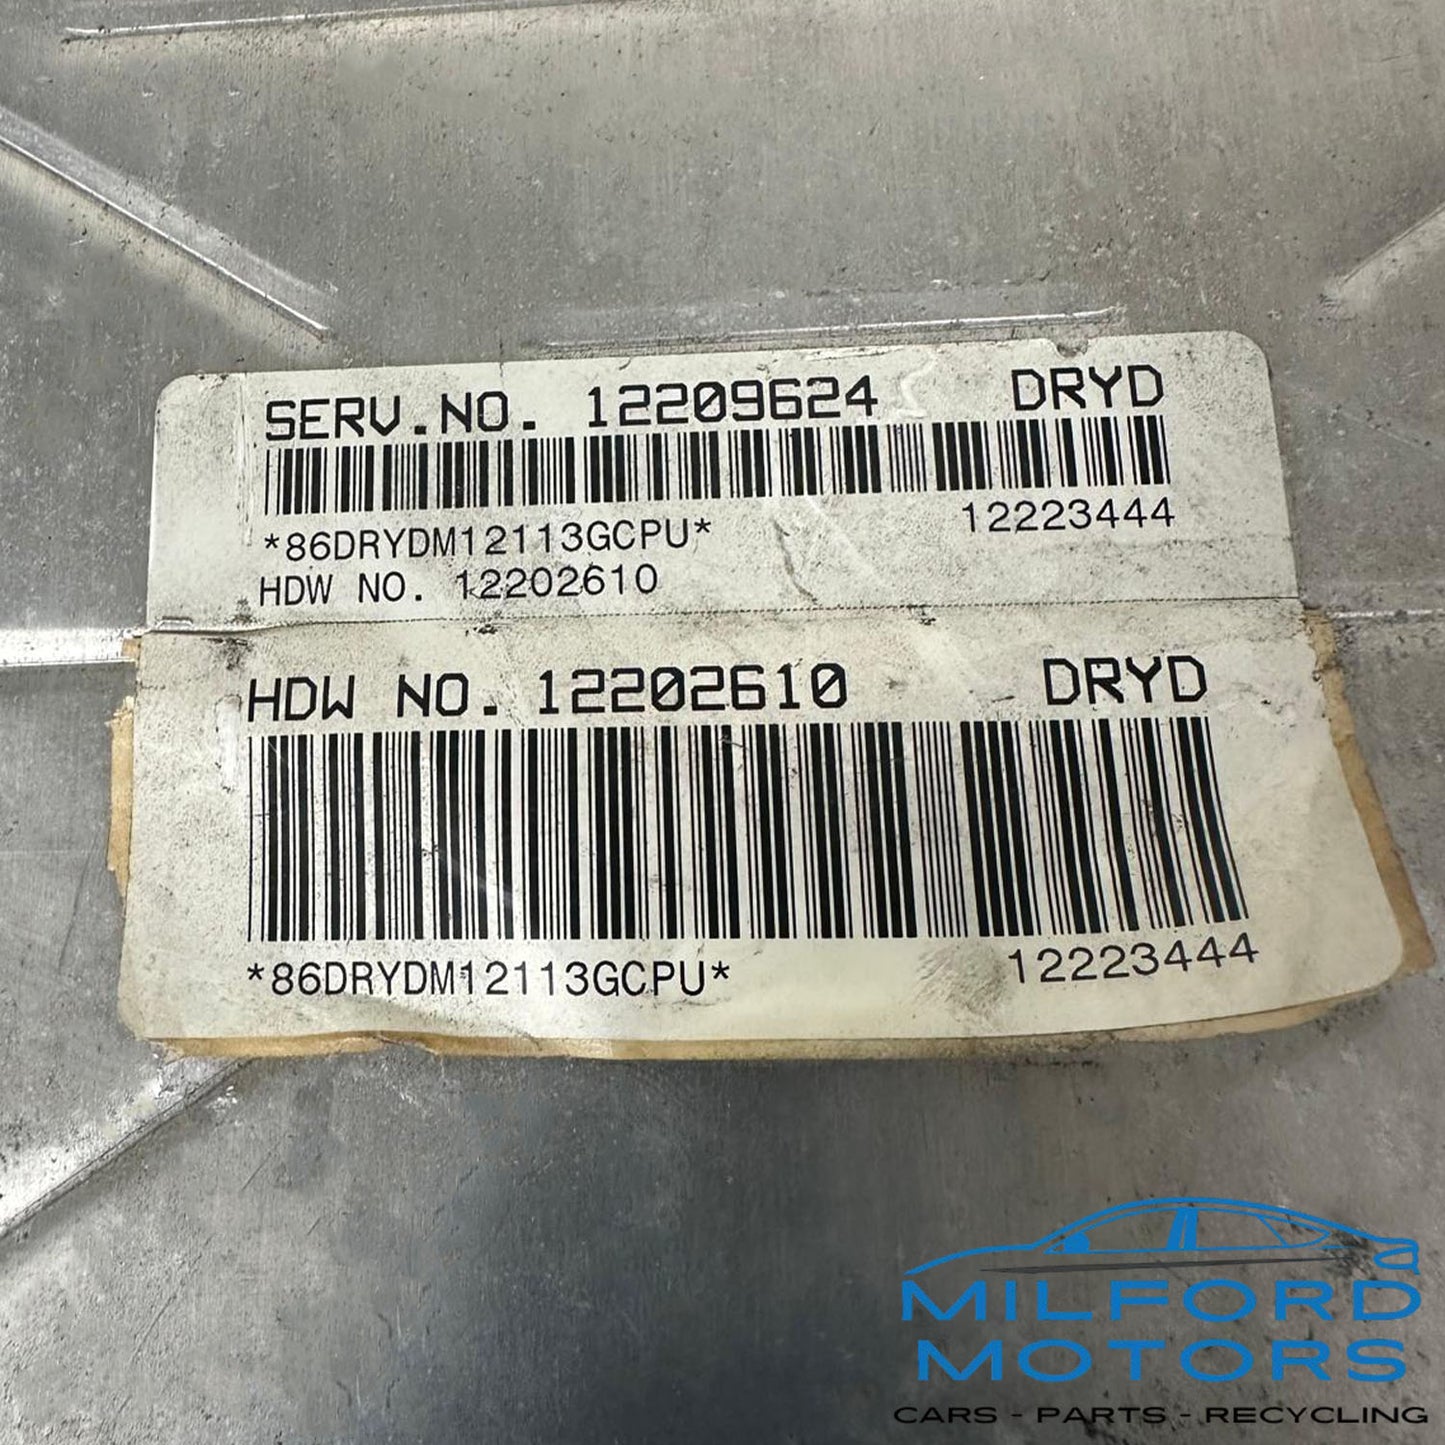 SERV.NO. 12209624 DRYD
*86DRYDM12113GCPU* 12223444
HDW NO. 12202610
HDW NO. 12202610 DRYD
*86DRYDM12113GCPU* 12223444
MILFORD
MOTORS
CARS - PARTS - RECYCLING